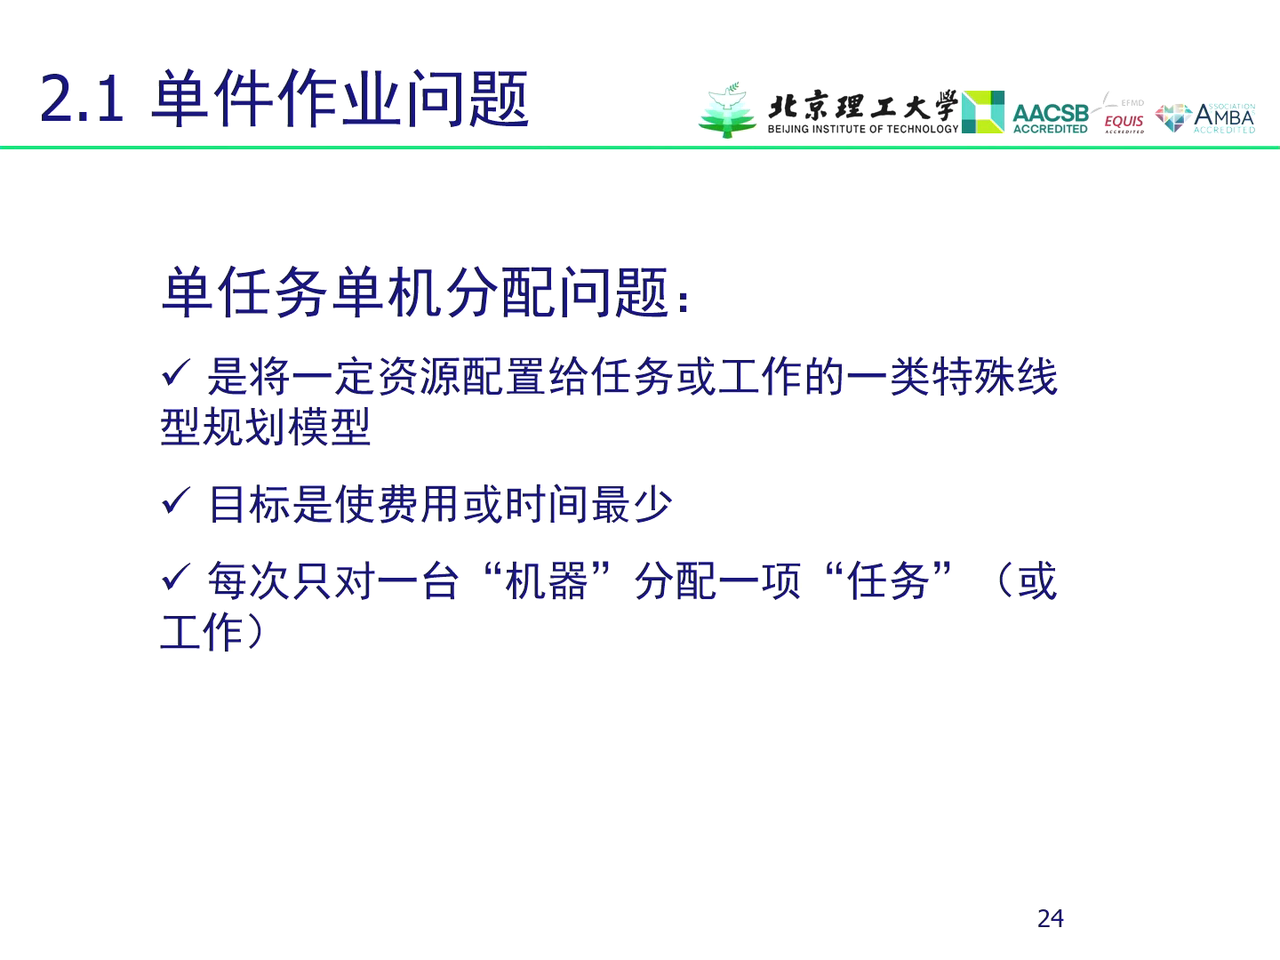 2.1 单件作业问题
北京理工大学
BEIJING INSTITUTE OF TECHNOLOGY
AACSB
ACCREDITED
EFMD
EQUIS
ACCREDITED
ASSOCIATION
AMBA
ACCREDITED
单任务单机分配问题：
✓ 是将一定资源配置给任务或工作的一类特殊线
型规划模型
✓ 目标是使费用或时间最少
✓ 每次只对一台“机器”分配一项“任务”（或
工作）
24